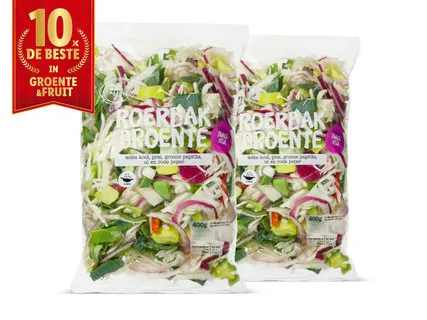 10x
DE BESTE
IN
GROENTE
&FRUIT
ROERBAK
GROENTE
witte kool, prei, groene paprika,
ui en rode peper
400g
ROERBAK
GROENTE
witte kool, prei, groene paprika,
ui en rode peper
400g